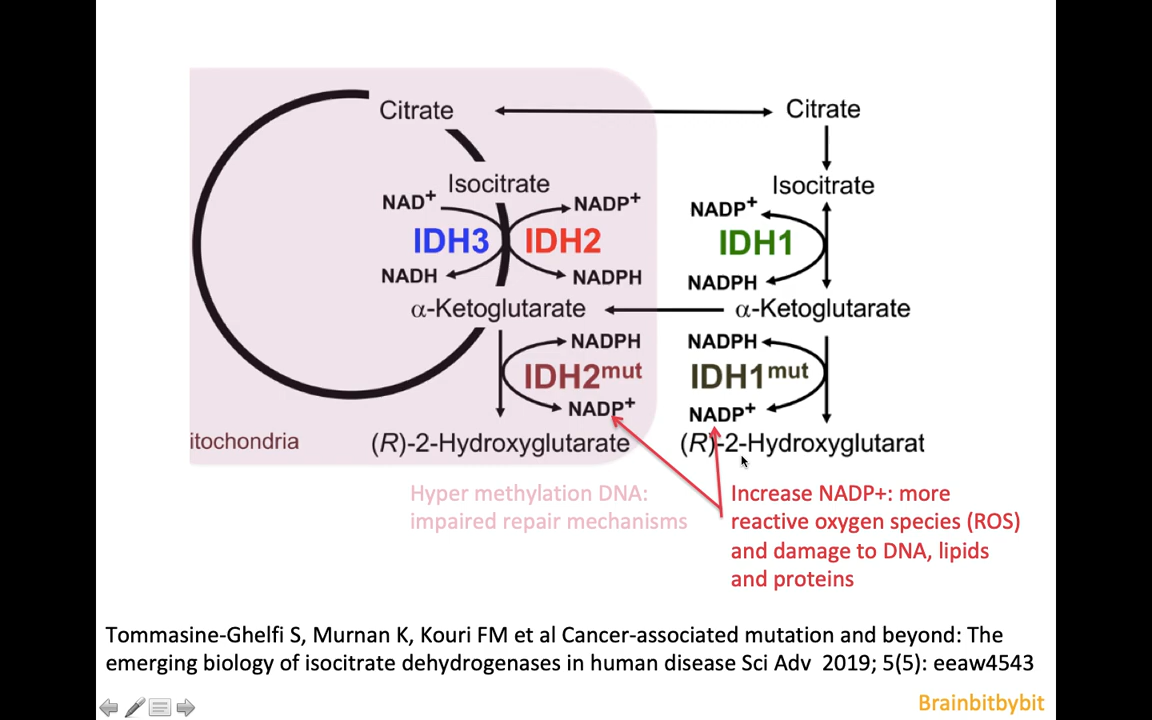 Citrate
Citrate
Isocitrate
Isocitrate
NAD+
NADP+
NADP+
IDH3
IDH2
IDH1
NADH
NADPH
NADPH
α-Ketoglutarate
α-Ketoglutarate
NADPH
NADPH
IDH2mut
IDH1mut
NADP+
NADP+
itochondria
(R)-2-Hydroxyglutarate
(R)-2-Hydroxyglutarat
Hyper methylation DNA:
impaired repair mechanisms
Increase NADP+: more
reactive oxygen species (ROS)
and damage to DNA, lipids
and proteins
Tommasine-Ghelfi S, Murnan K, Kouri FM et al Cancer-associated mutation and beyond: The
emerging biology of isocitrate dehydrogenases in human disease Sci Adv 2019; 5(5): eeaw4543
Brainbitbybit